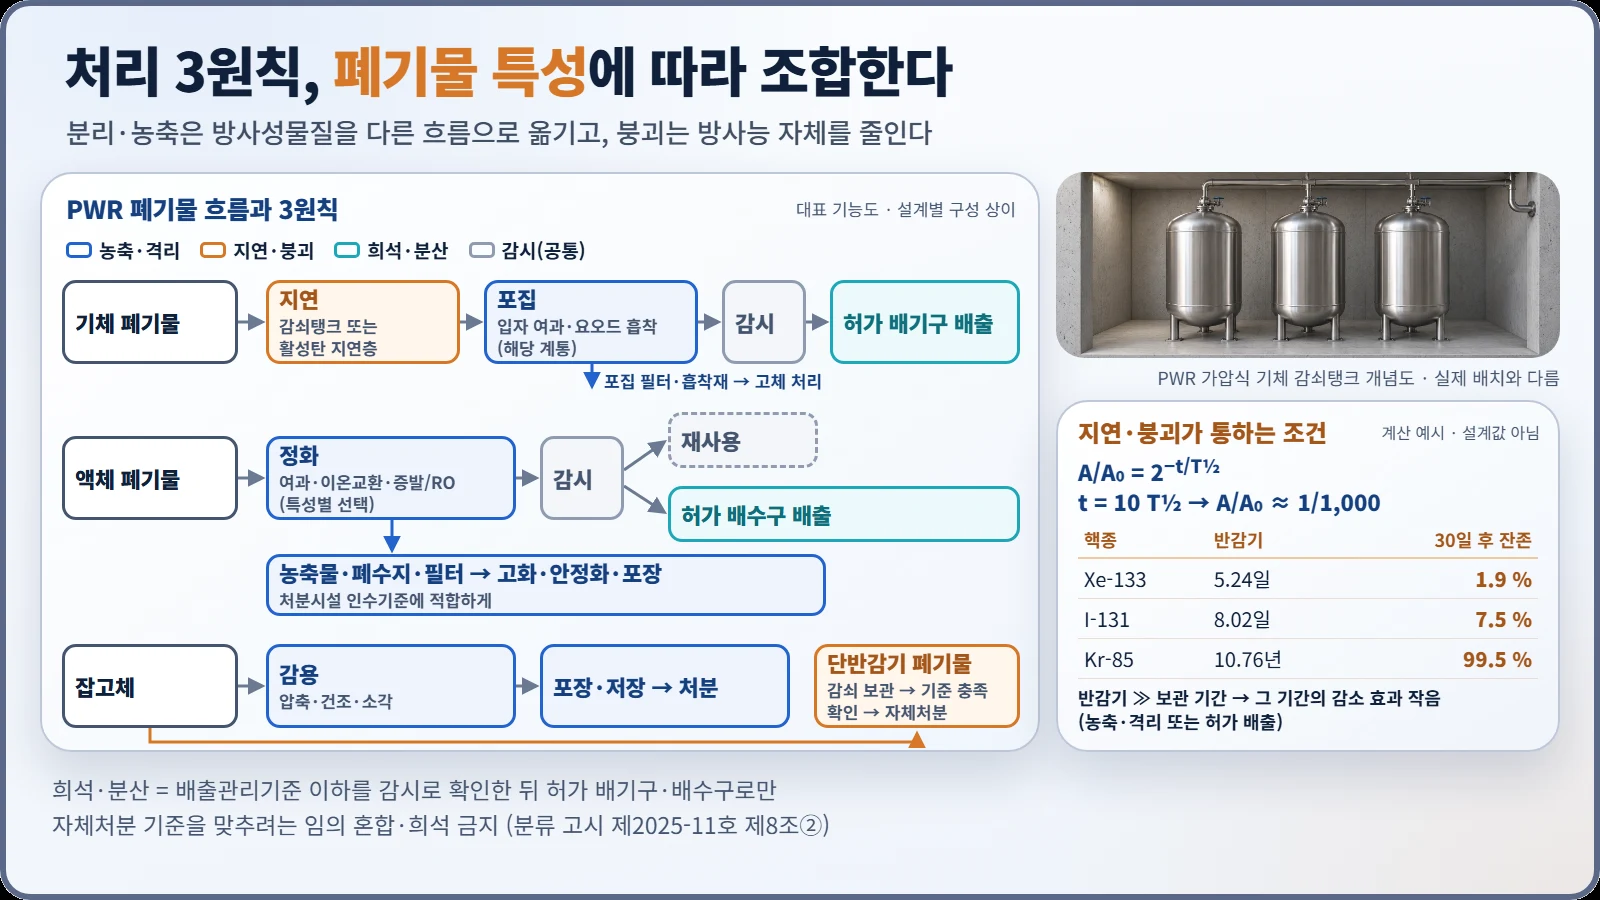 처리 3원칙, 폐기물 특성에 따라 조합한다
분리·농축은 방사성물질을 다른 흐름으로 옮기고, 붕괴는 방사능 자체를 줄인다
PWR 폐기물 흐름과 3원칙
대표 기능도 · 설계별 구성 상이
농축·격리
지연·붕괴
희석·분산
감시(공통)
기체 폐기물
지연
감쇠탱크 또는
활성탄 지연층
포집
입자 여과·요오드 흡착
(해당 계통)
감시
허가 배기구 배출
포집 필터·흡착재 → 고체 처리
액체 폐기물
정화
여과·이온교환·증발/RO
(특성별 선택)
감시
재사용
허가 배수구 배출
농축물·폐수지·필터 → 고화·안정화·포장
처분시설 인수기준에 적합하게
잡고체
감용
압축·건조·소각
포장·저장 → 처분
단반감기 폐기물
감쇠 보관 → 기준 충족
확인 → 자체처분
PWR 가압식 기체 감쇠탱크 개념도 · 실제 배치와 다름
지연·붕괴가 통하는 조건
계산 예시 · 설계값 아님
A/A₀ = 2⁻ᵗ/ᵀ½
t = 10 T½ → A/A₀ ≈ 1/1,000
핵종 반감기 30일 후 잔존
Xe-133 5.24일 1.9 %
I-131 8.02일 7.5 %
Kr-85 10.76년 99.5 %
반감기 ≫ 보관 기간 → 그 기간의 감소 효과 작음
(농축·격리 또는 허가 배출)
희석·분산 = 배출관리기준 이하를 감시로 확인한 뒤 허가 배기구·배수구로만
자체처분 기준을 맞추려는 임의 혼합·희석 금지 (분류 고시 제2025-11호 제8조②)